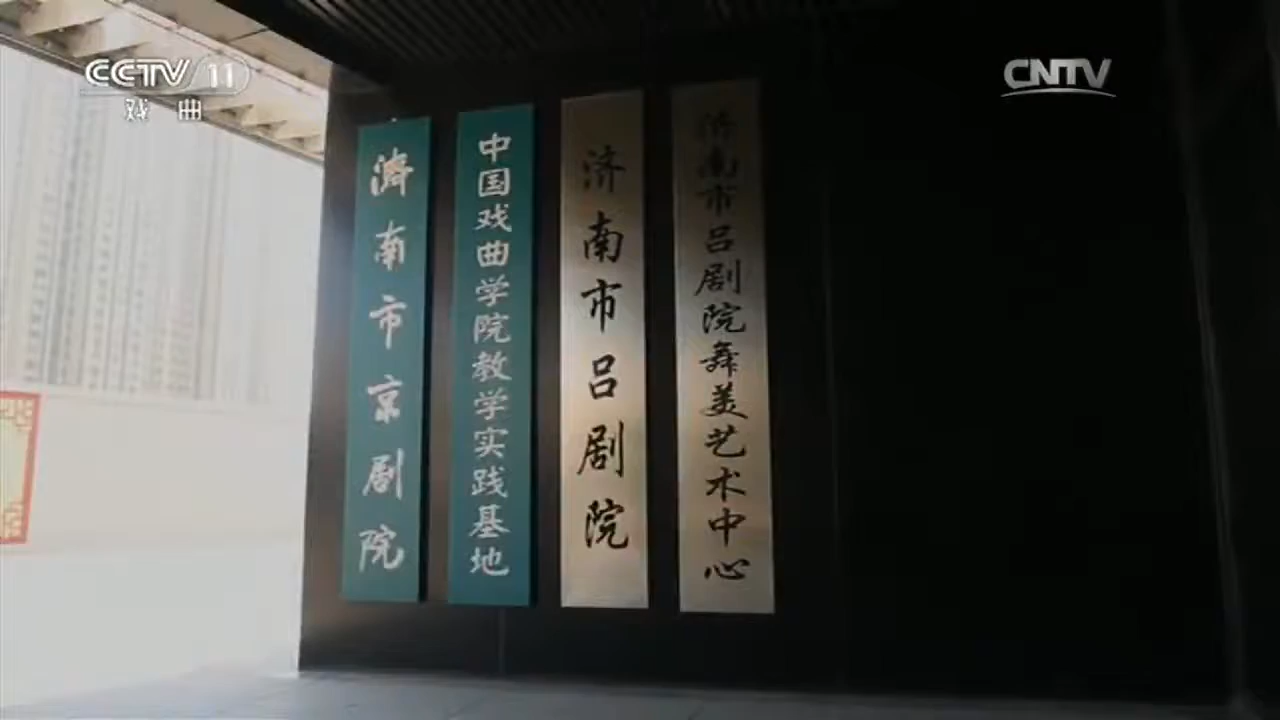 CCTV 11
戏曲
CNTV
濟南市京剧院
中国戏曲学院教学实践基地
济南市吕剧院
济南市吕剧院舞美艺术中心